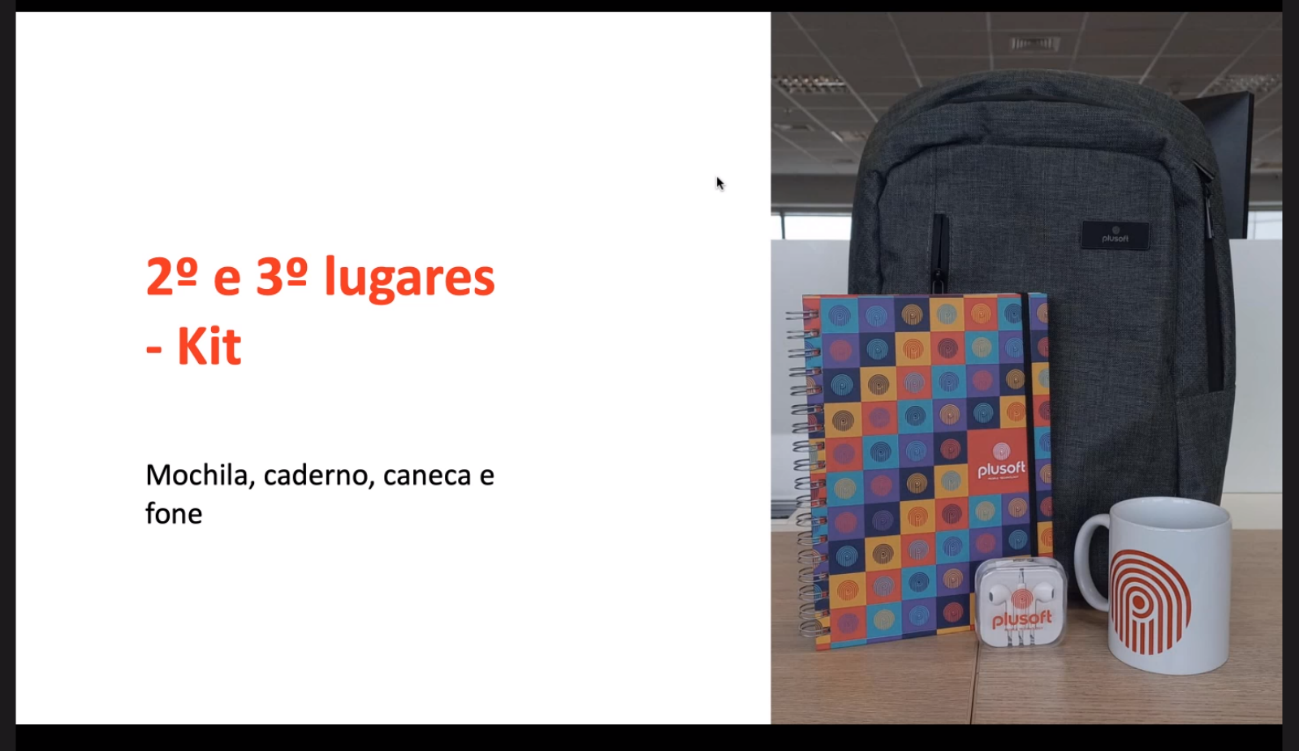 2º e 3º lugares
- Kit
Mochila, caderno, caneca e
fone
plusoft
plusoft
plusoft